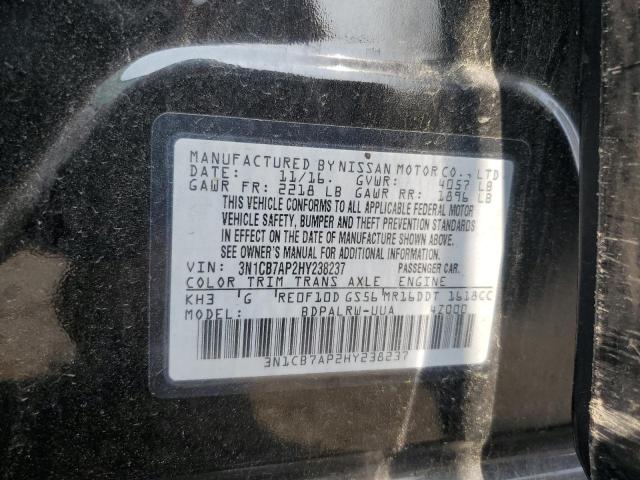 MANUFACTURED BY NISSAN MOTOR CO., LTD
DATE: 11/16. GVWR: 4057 LB
GAWR FR: 2218 LB GAWR RR: 1896 LB
THIS VEHICLE CONFORMS TO ALL APPLICABLE FEDERAL MOTOR
VEHICLE SAFETY, BUMPER AND THEFT PREVENTION STANDARDS
IN EFFECT ON THE DATE OF MANUFACTURE SHOWN ABOVE.
SEE OWNER'S MANUAL FOR ADDITIONAL INFORMATION
VIN: 3N1CB7AP2HY238237 PASSENGER CAR.
COLOR TRIM TRANS AXLE ENGINE
KH3 G RE0F10D GS56 MR16DDT 1618CC
MODEL: BDPALRW-UUA 4Z000
3N1CB7AP2HY238237